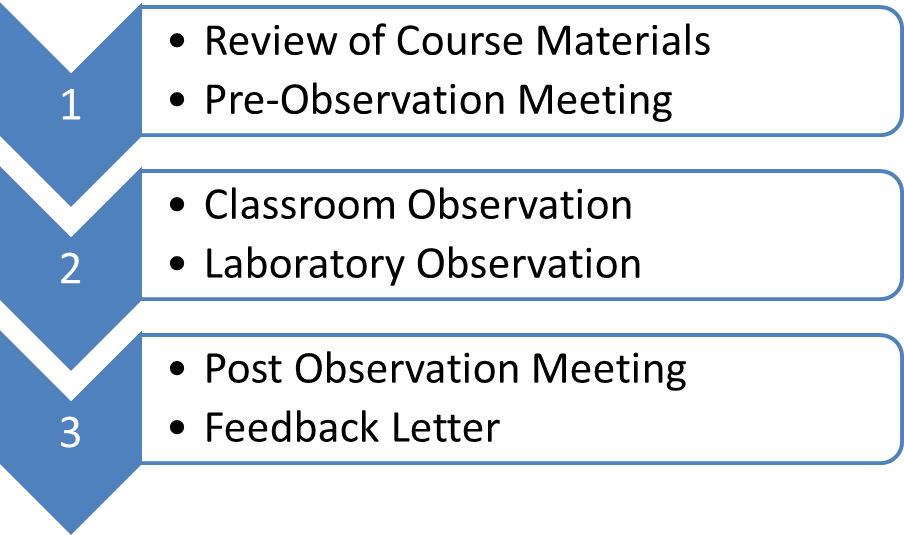 1
• Review of Course Materials
• Pre-Observation Meeting
2
• Classroom Observation
• Laboratory Observation
3
• Post Observation Meeting
• Feedback Letter